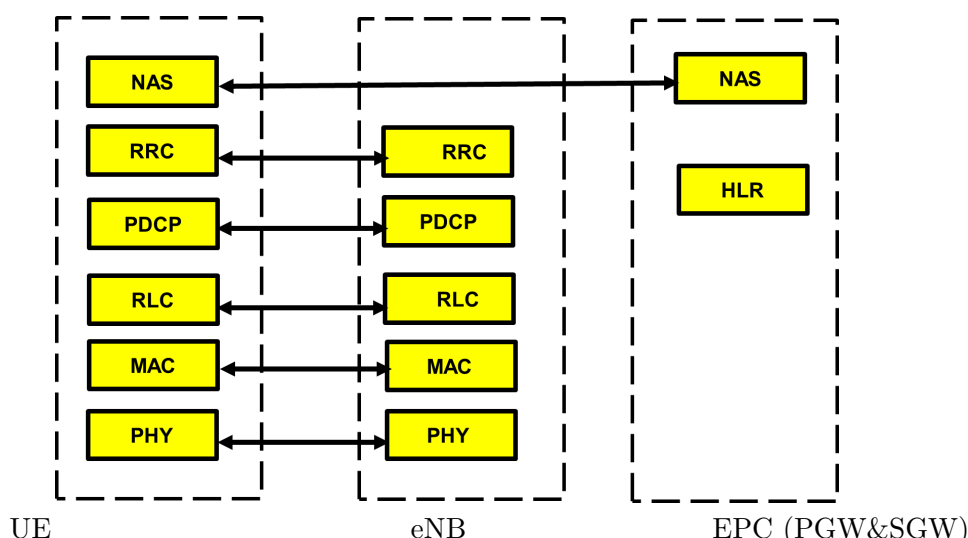 NAS
NAS
RRC
RRC
HLR
PDCP
PDCP
RLC
RLC
MAC
MAC
PHY
PHY
UE
eNB
EPC (PGW&SGW)